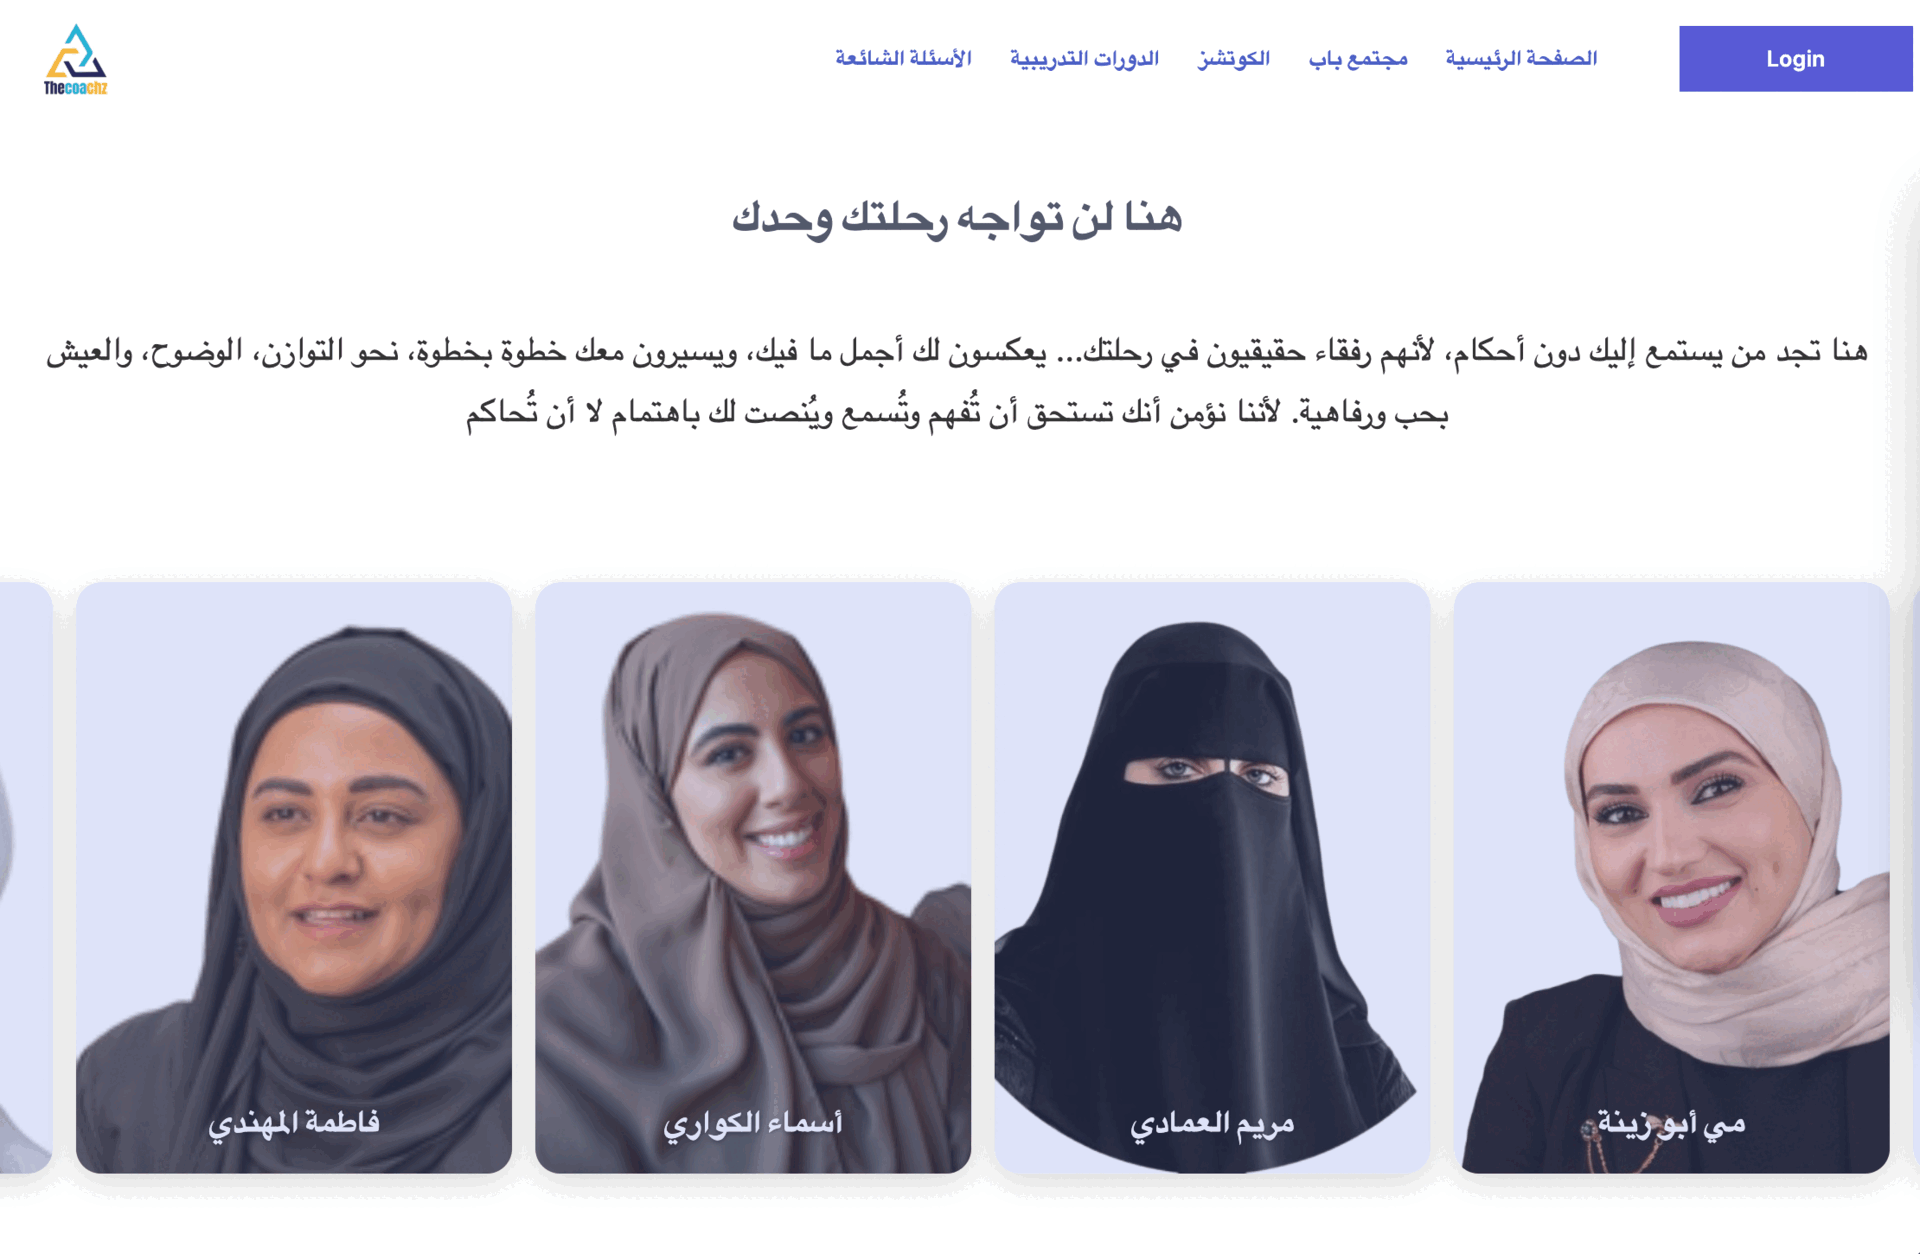 Thecoachz
الصفحة الرئيسية
مجتمع باب
الكوتشز
الدورات التدريبية
الأسئلة الشائعة
Login
هنا لن تواجه رحلتك وحدك
هنا تجد من يستمع إليك دون أحكام، لأنهم رفقاء حقيقيون في رحلتك... يعكسون لك أجمل ما فيك، ويسيرون معك خطوة بخطوة، نحو التوازن، الوضوح، والعيش
بحب ورفاهية. لأننا نؤمن أنك تستحق أن تُفهم وتُسمع ويُنصت لك باهتمام لا أن تُحاكم
مي أبو زينة
مريم العمادي
أسماء الكواري
فاطمة المهندي